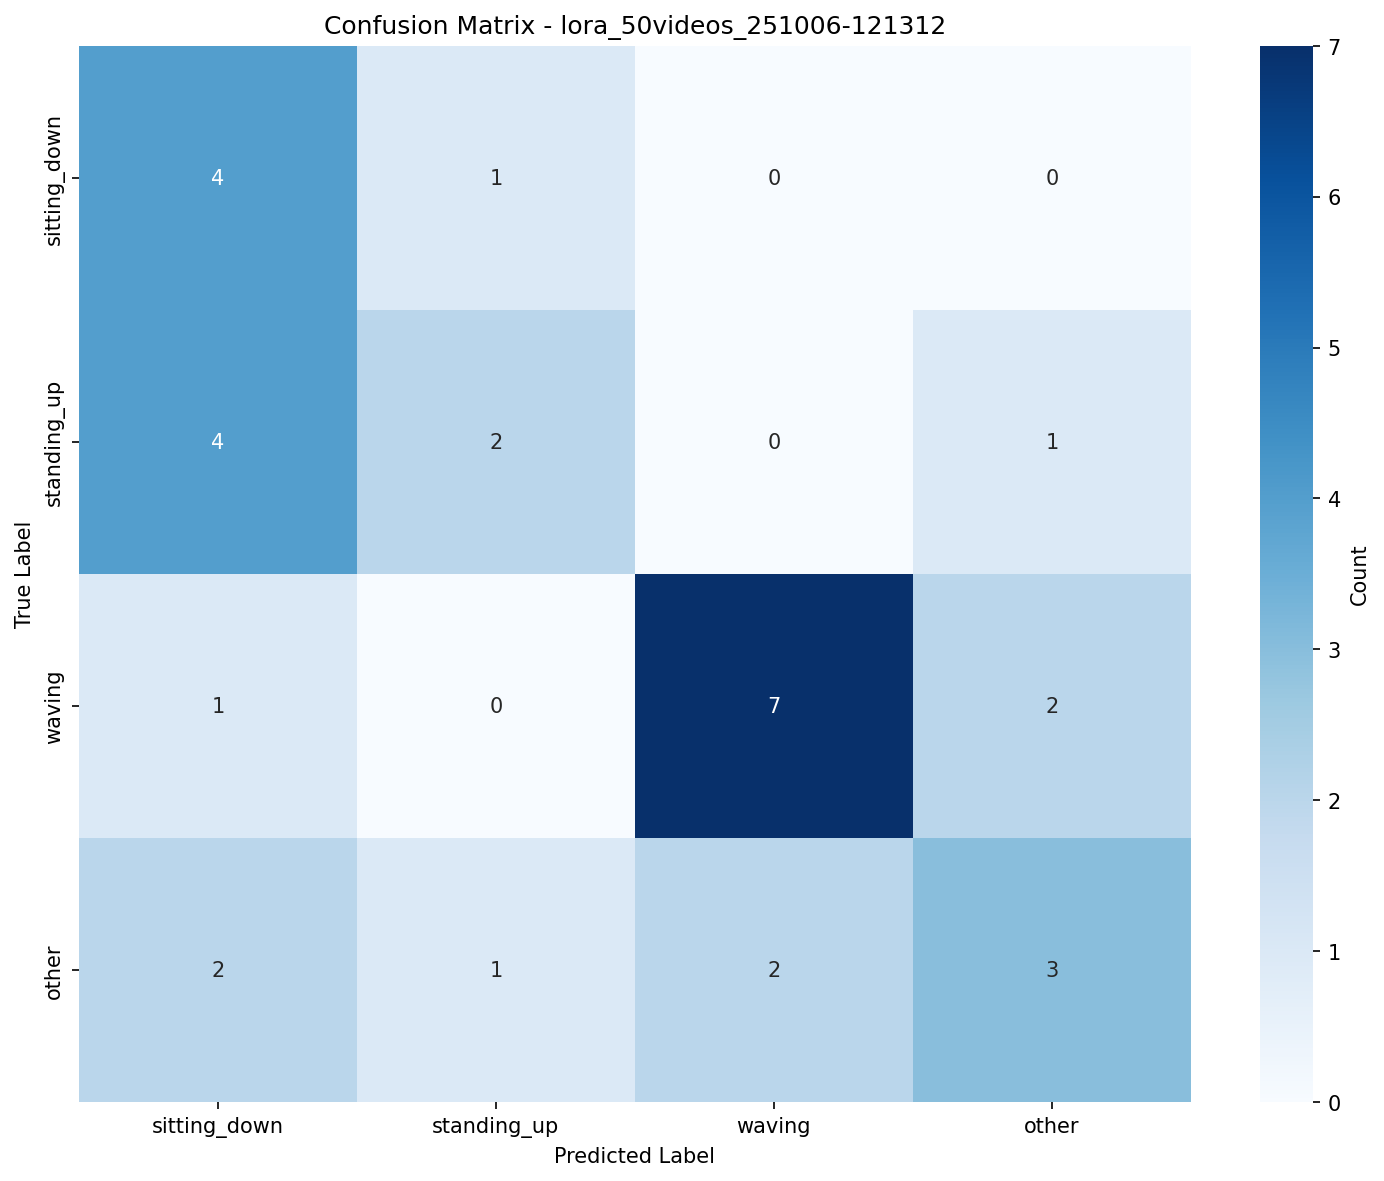 Confusion Matrix - lora_50videos_251006-121312
True Label
sitting_down
4 1 0 0
standing_up
4 2 0 1
waving
1 0 7 2
other
2 1 2 3
sitting_down standing_up waving other
Predicted Label
7
6
5
4
3
2
1
0
Count